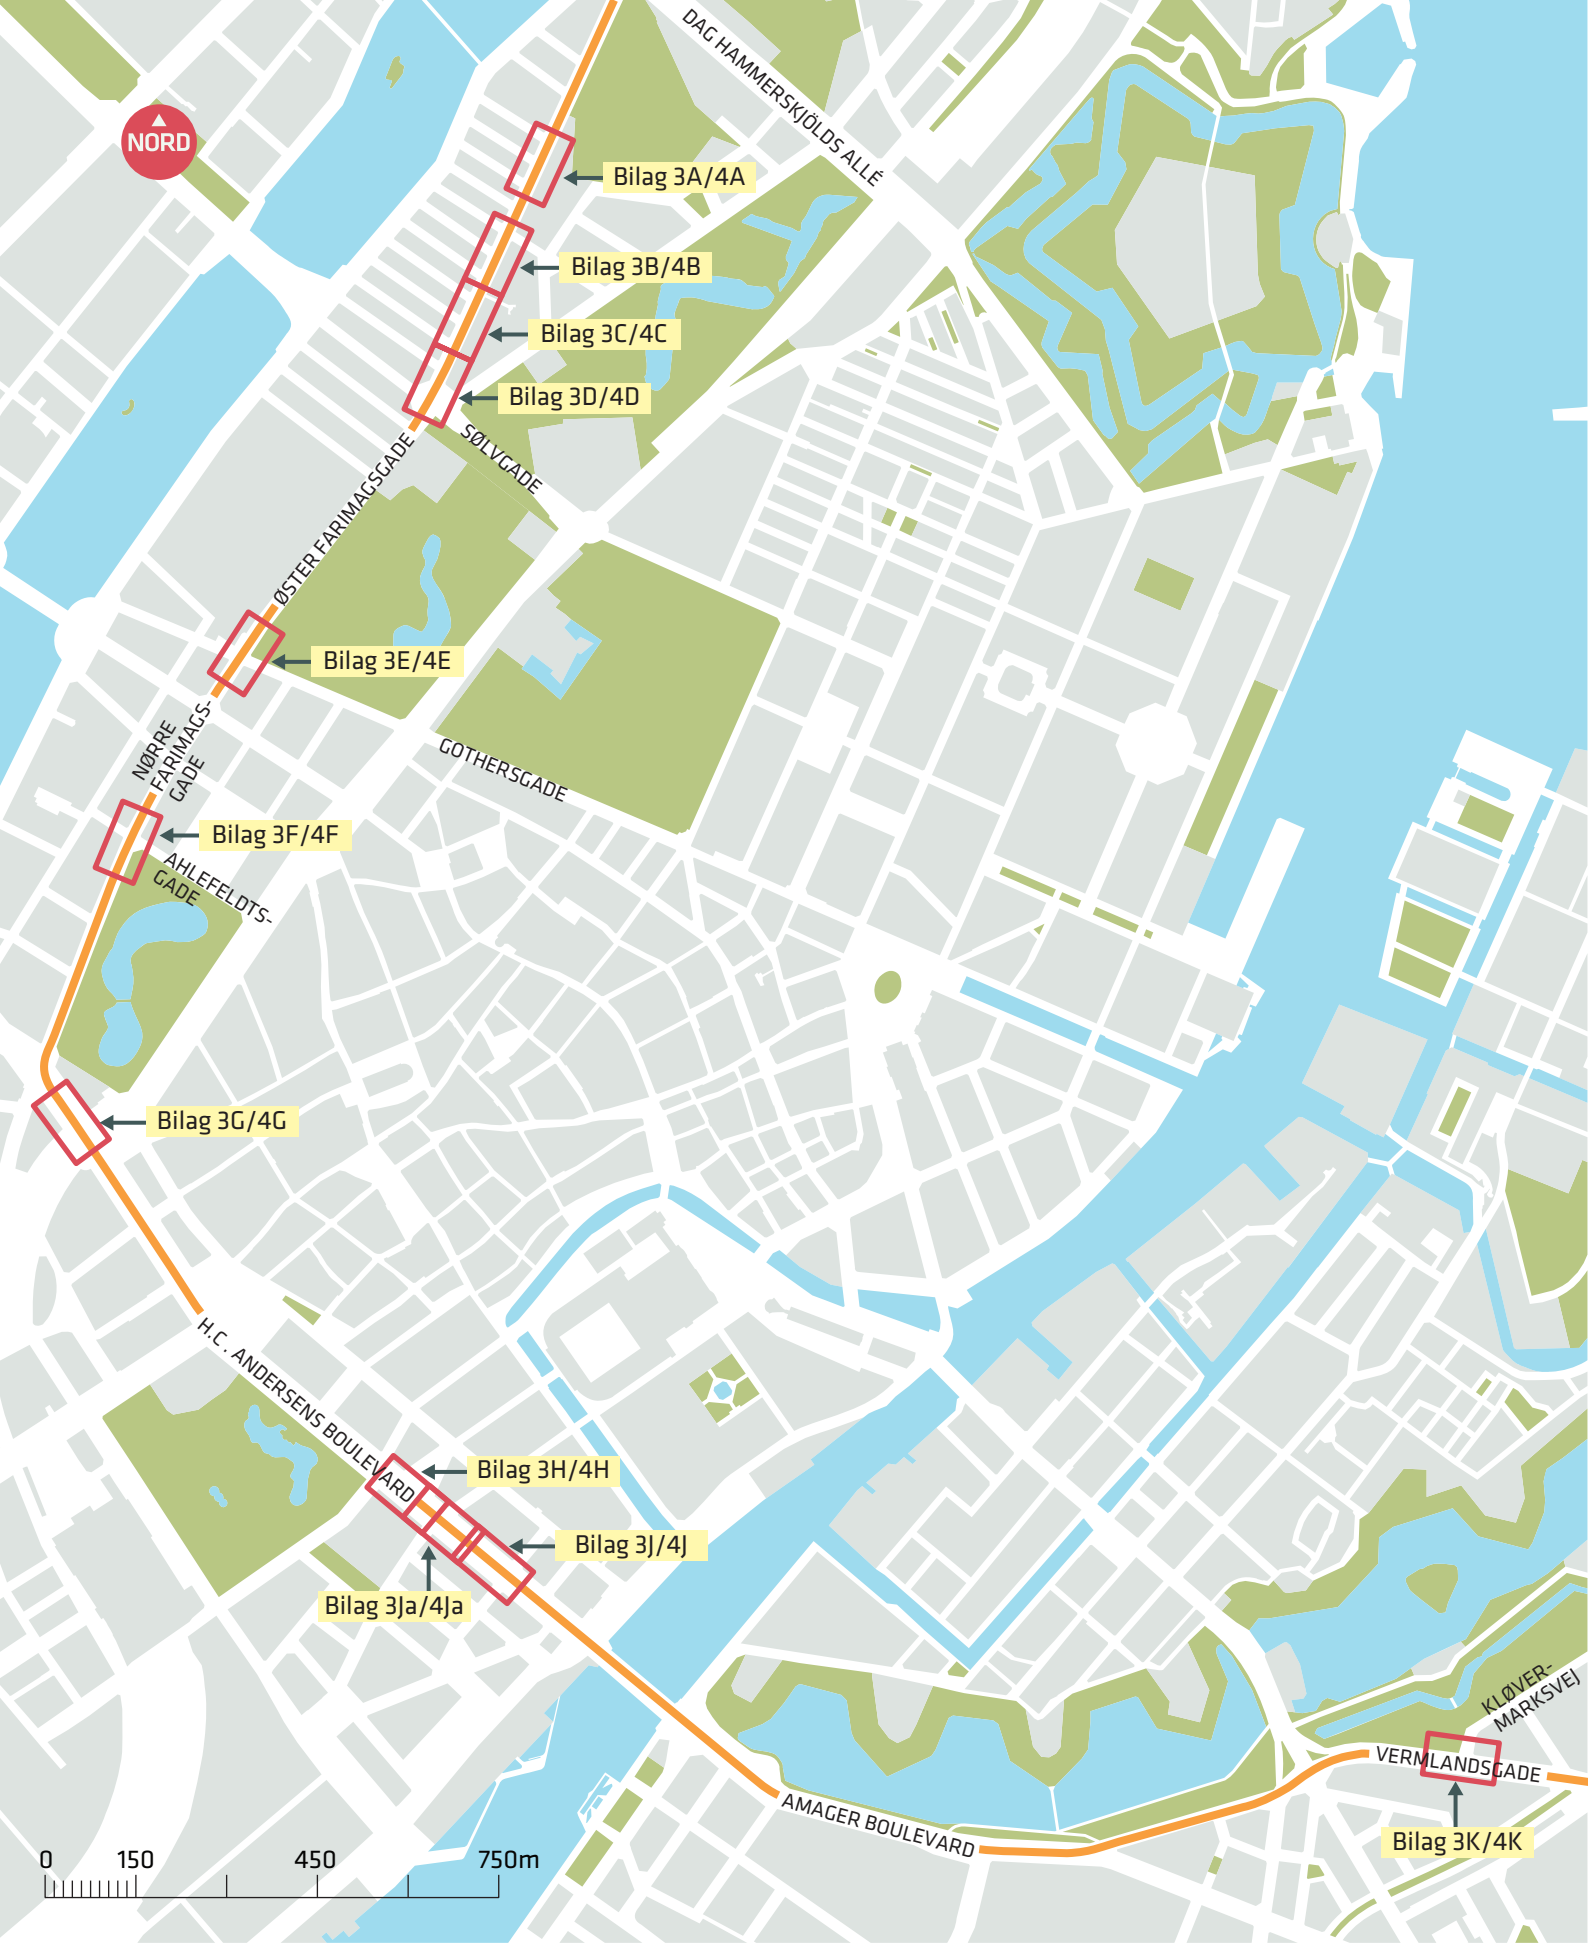 DAG HAMMERSKJÖLDS ALLÉ
NORD
Bilag 3A/4A
Bilag 3B/4B
Bilag 3C/4C
Bilag 3D/4D
SØLVGADE
ØSTER FARIMAGSGADE
Bilag 3E/4E
NØRRE
FARIMAGS-
GADE
GOTHERSGADE
Bilag 3F/4F
AHLEFELDTS-
GADE
Bilag 3G/4G
H.C. ANDERSENS BOULEVARD
Bilag 3H/4H
Bilag 3J/4J
Bilag 3Ja/4Ja
KLØVER-
MARKSVEJ
VERMLANDSGADE
AMAGER BOULEVARD
Bilag 3K/4K
0 150 450 750m